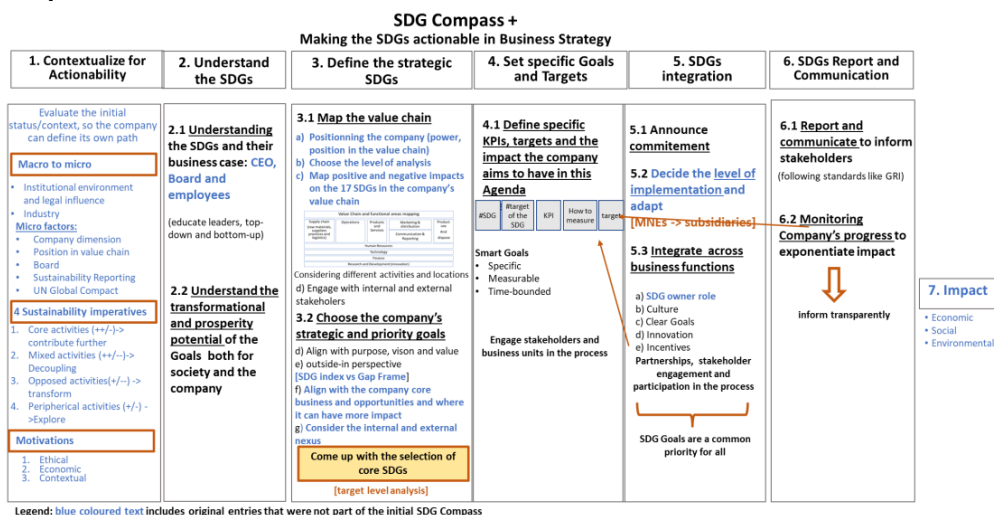 SDG Compass +
Making the SDGs actionable in Business Strategy
1. Contextualize for
Actionability
2. Understand
the SDGs
3. Define the strategic
SDGs
4. Set specific Goals
and Targets
5. SDGs
integration
6. SDGs Report and
Communication
Evaluate the initial
status/context, so the company
can define its own path
Macro to micro
• Institutional environment
and legal influence
• Industry
Micro factors:
• Company dimension
• Position in value chain
• Board
• Sustainability Reporting
• UN Global Compact
4 Sustainability imperatives
1. Core activities (++/-)->
contribute further
2. Mixed activities (++/--)->
Decoupling
3. Opposed activities(+/--) ->
transform
4. Peripherical activities (+/-) -
>Explore
Motivations
1. Ethical
2. Economic
3. Contextual
2.1 Understanding
the SDGs and their
business case: CEO,
Board and
employees
(educate leaders, top-
down and bottom-up)
2.2 Understand the
transformational
and prosperity
potential of the
Goals both for
society and the
company
3.1 Map the value chain
a) Positionning the company (power,
position in the value chain)
b) Choose the level of analysis
c) Map positive and negative impacts
on the 17 SDGs in the company's
value chain
Value Chain and functional areas mapping
Operations
Human Resources
Technology
Finance
Research and Development (Innovation)
Considering different activities and locations
d) Engage with internal and external
stakeholers
3.2 Choose the company's
strategic and priority goals
d) Align with purpose, vison and value
e) outside-in perspective
[SDG index vs Gap Frame]
f) Align with the company core
business and opportunities and where
it can have more impact
g) Consider the internal and external
nexus
Come up with the selection of
core SDGs
[target level analysis]
4.1 Define specific
KPIs, targets and the
impact the company
aims to have in this
Agenda
#SDG
#target
of the
SDG
KPI
How to
measure
target
Smart Goals
• Specific
• Measurable
• Time-bounded
Engage stakeholders and
business units in the process
5.1 Announce
commitement
5.2 Decide the level of
implementation and
adapt
[MNEs -> subsidiaries]
5.3 Integrate across
business functions
a) SDG owner role
b) Culture
c) Clear Goals
d) Innovation
e) Incentives
Partnerships, stakeholder
engagement and
participation in the process
SDG Goals are a common
priority for all
6.1 Report and
communicate to inform
stakeholders
(following standards like GRI)
6.2 Monitoring
Company's progress to
exponentiate impact
inform transparently
7. Impact
• Economic
• Social
• Environmental
Legend: blue coloured text includes original entries that were not part of the initial SDG Compass